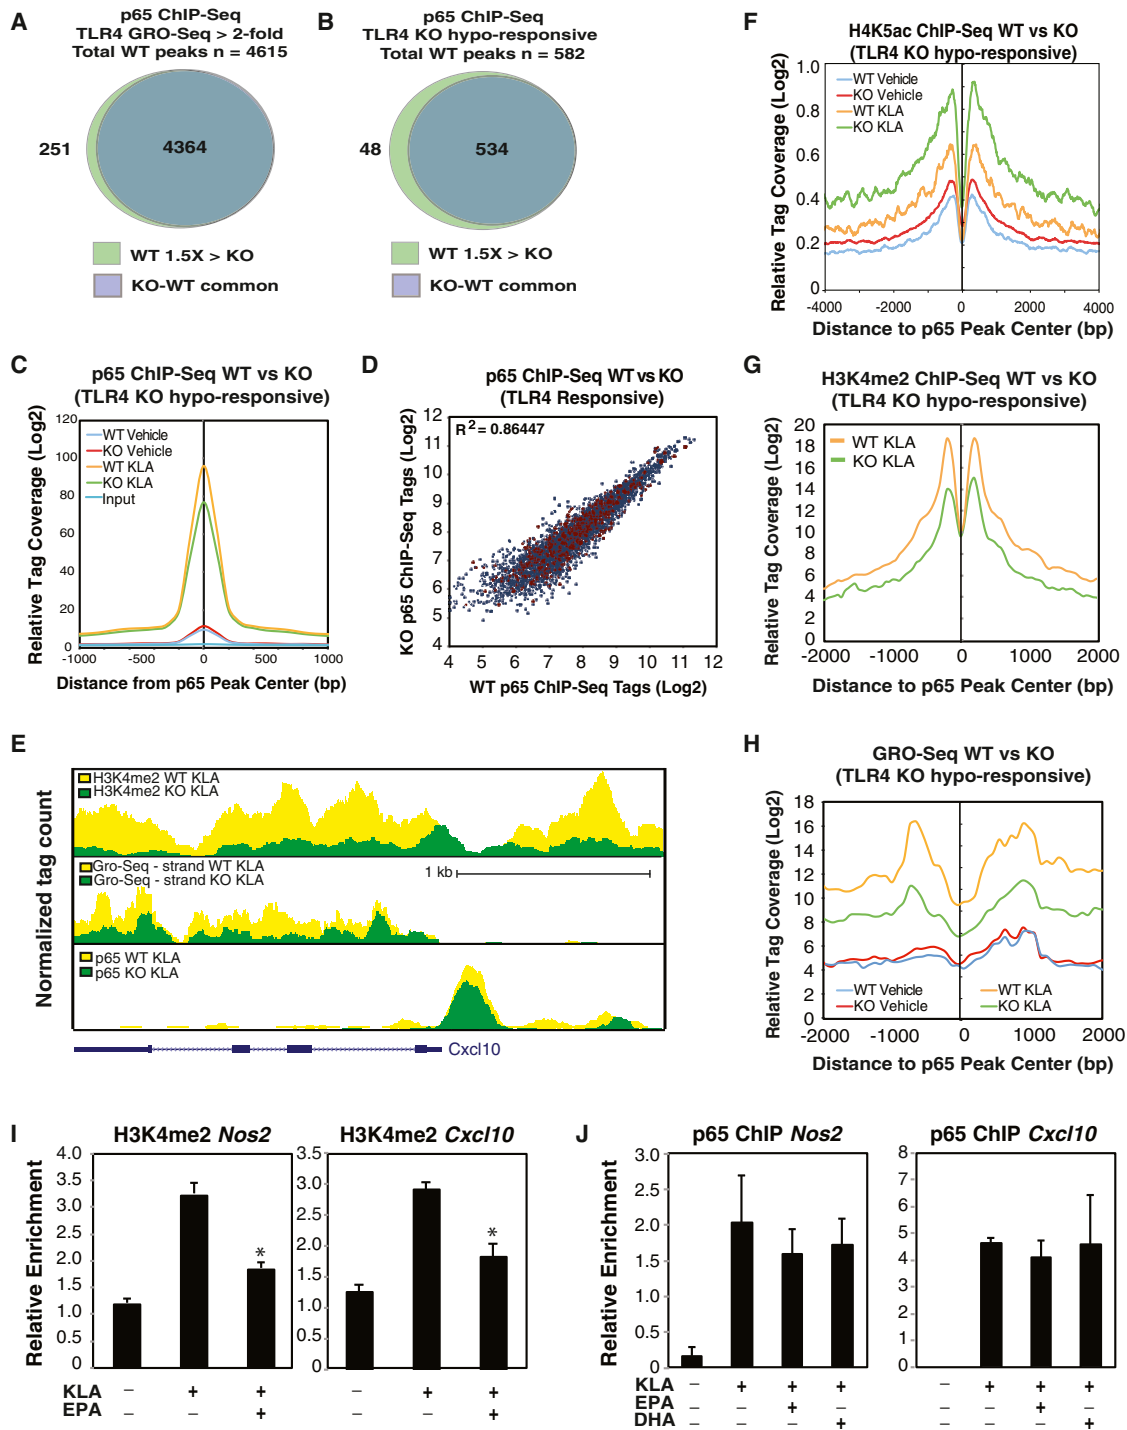 A
p65 ChIP-Seq
TLR4 GRO-Seq > 2-fold
Total WT peaks n = 4615
251
4364
WT 1.5X > KO
KO-WT common
B
p65 ChIP-Seq
TLR4 KO hypo-responsive
Total WT peaks n = 582
48
534
WT 1.5X > KO
KO-WT common
F
H4K5ac ChIP-Seq WT vs KO
(TLR4 KO hypo-responsive)
Relative Tag Coverage (Log2)
1.0
0.8
0.6
0.4
0.2
0
WT Vehicle
KO Vehicle
WT KLA
KO KLA
-4000 -2000 0 2000 4000
Distance to p65 Peak Center (bp)
C
p65 ChIP-Seq WT vs KO
(TLR4 KO hypo-responsive)
Relative Tag Coverage (Log2)
120
100
80
60
40
20
0
WT Vehicle
KO Vehicle
WT KLA
KO KLA
Input
-1000 -500 0 500 1000
Distance from p65 Peak Center (bp)
D
p65 ChIP-Seq WT vs KO
(TLR4 Responsive)
KO p65 ChIP-Seq Tags (Log2)
R2 = 0.86447
12
11
10
9
8
7
6
5
4
4 5 6 7 8 9 10 11 12
WT p65 ChIP-Seq Tags (Log2)
G
H3K4me2 ChIP-Seq WT vs KO
(TLR4 KO hypo-responsive)
Relative Tag Coverage (Log2)
20
18
16
14
12
10
8
6
4
2
0
WT KLA
KO KLA
-2000 -1000 0 1000 2000
Distance to p65 Peak Center (bp)
E
Normalized tag count
H3K4me2 WT KLA
H3K4me2 KO KLA
Gro-Seq - strand WT KLA
Gro-Seq - strand KO KLA
1 kb
p65 WT KLA
p65 KO KLA
Cxcl10
H
GRO-Seq WT vs KO
(TLR4 KO hypo-responsive)
Relative Tag Coverage (Log2)
18
16
14
12
10
8
6
4
2
0
WT Vehicle
KO Vehicle
WT KLA
KO KLA
-2000 -1000 0 1000 2000
Distance to p65 Peak Center (bp)
I
H3K4me2 Nos2
Relative Enrichment
4.0
3.5
3.0
2.5
2.0
1.5
1.0
0.5
0
*
H3K4me2 Cxcl10
3.5
3.0
2.5
2.0
1.5
1.0
0.5
0
*
KLA – + + – + +
EPA – – + – – +
J
p65 ChIP Nos2
Relative Enrichment
3.0
2.5
2.0
1.5
1.0
0.5
0
p65 ChIP Cxcl10
8
7
6
5
4
3
2
1
0
KLA – + + + – + + +
EPA – – + – – – + –
DHA – – – + – – – +